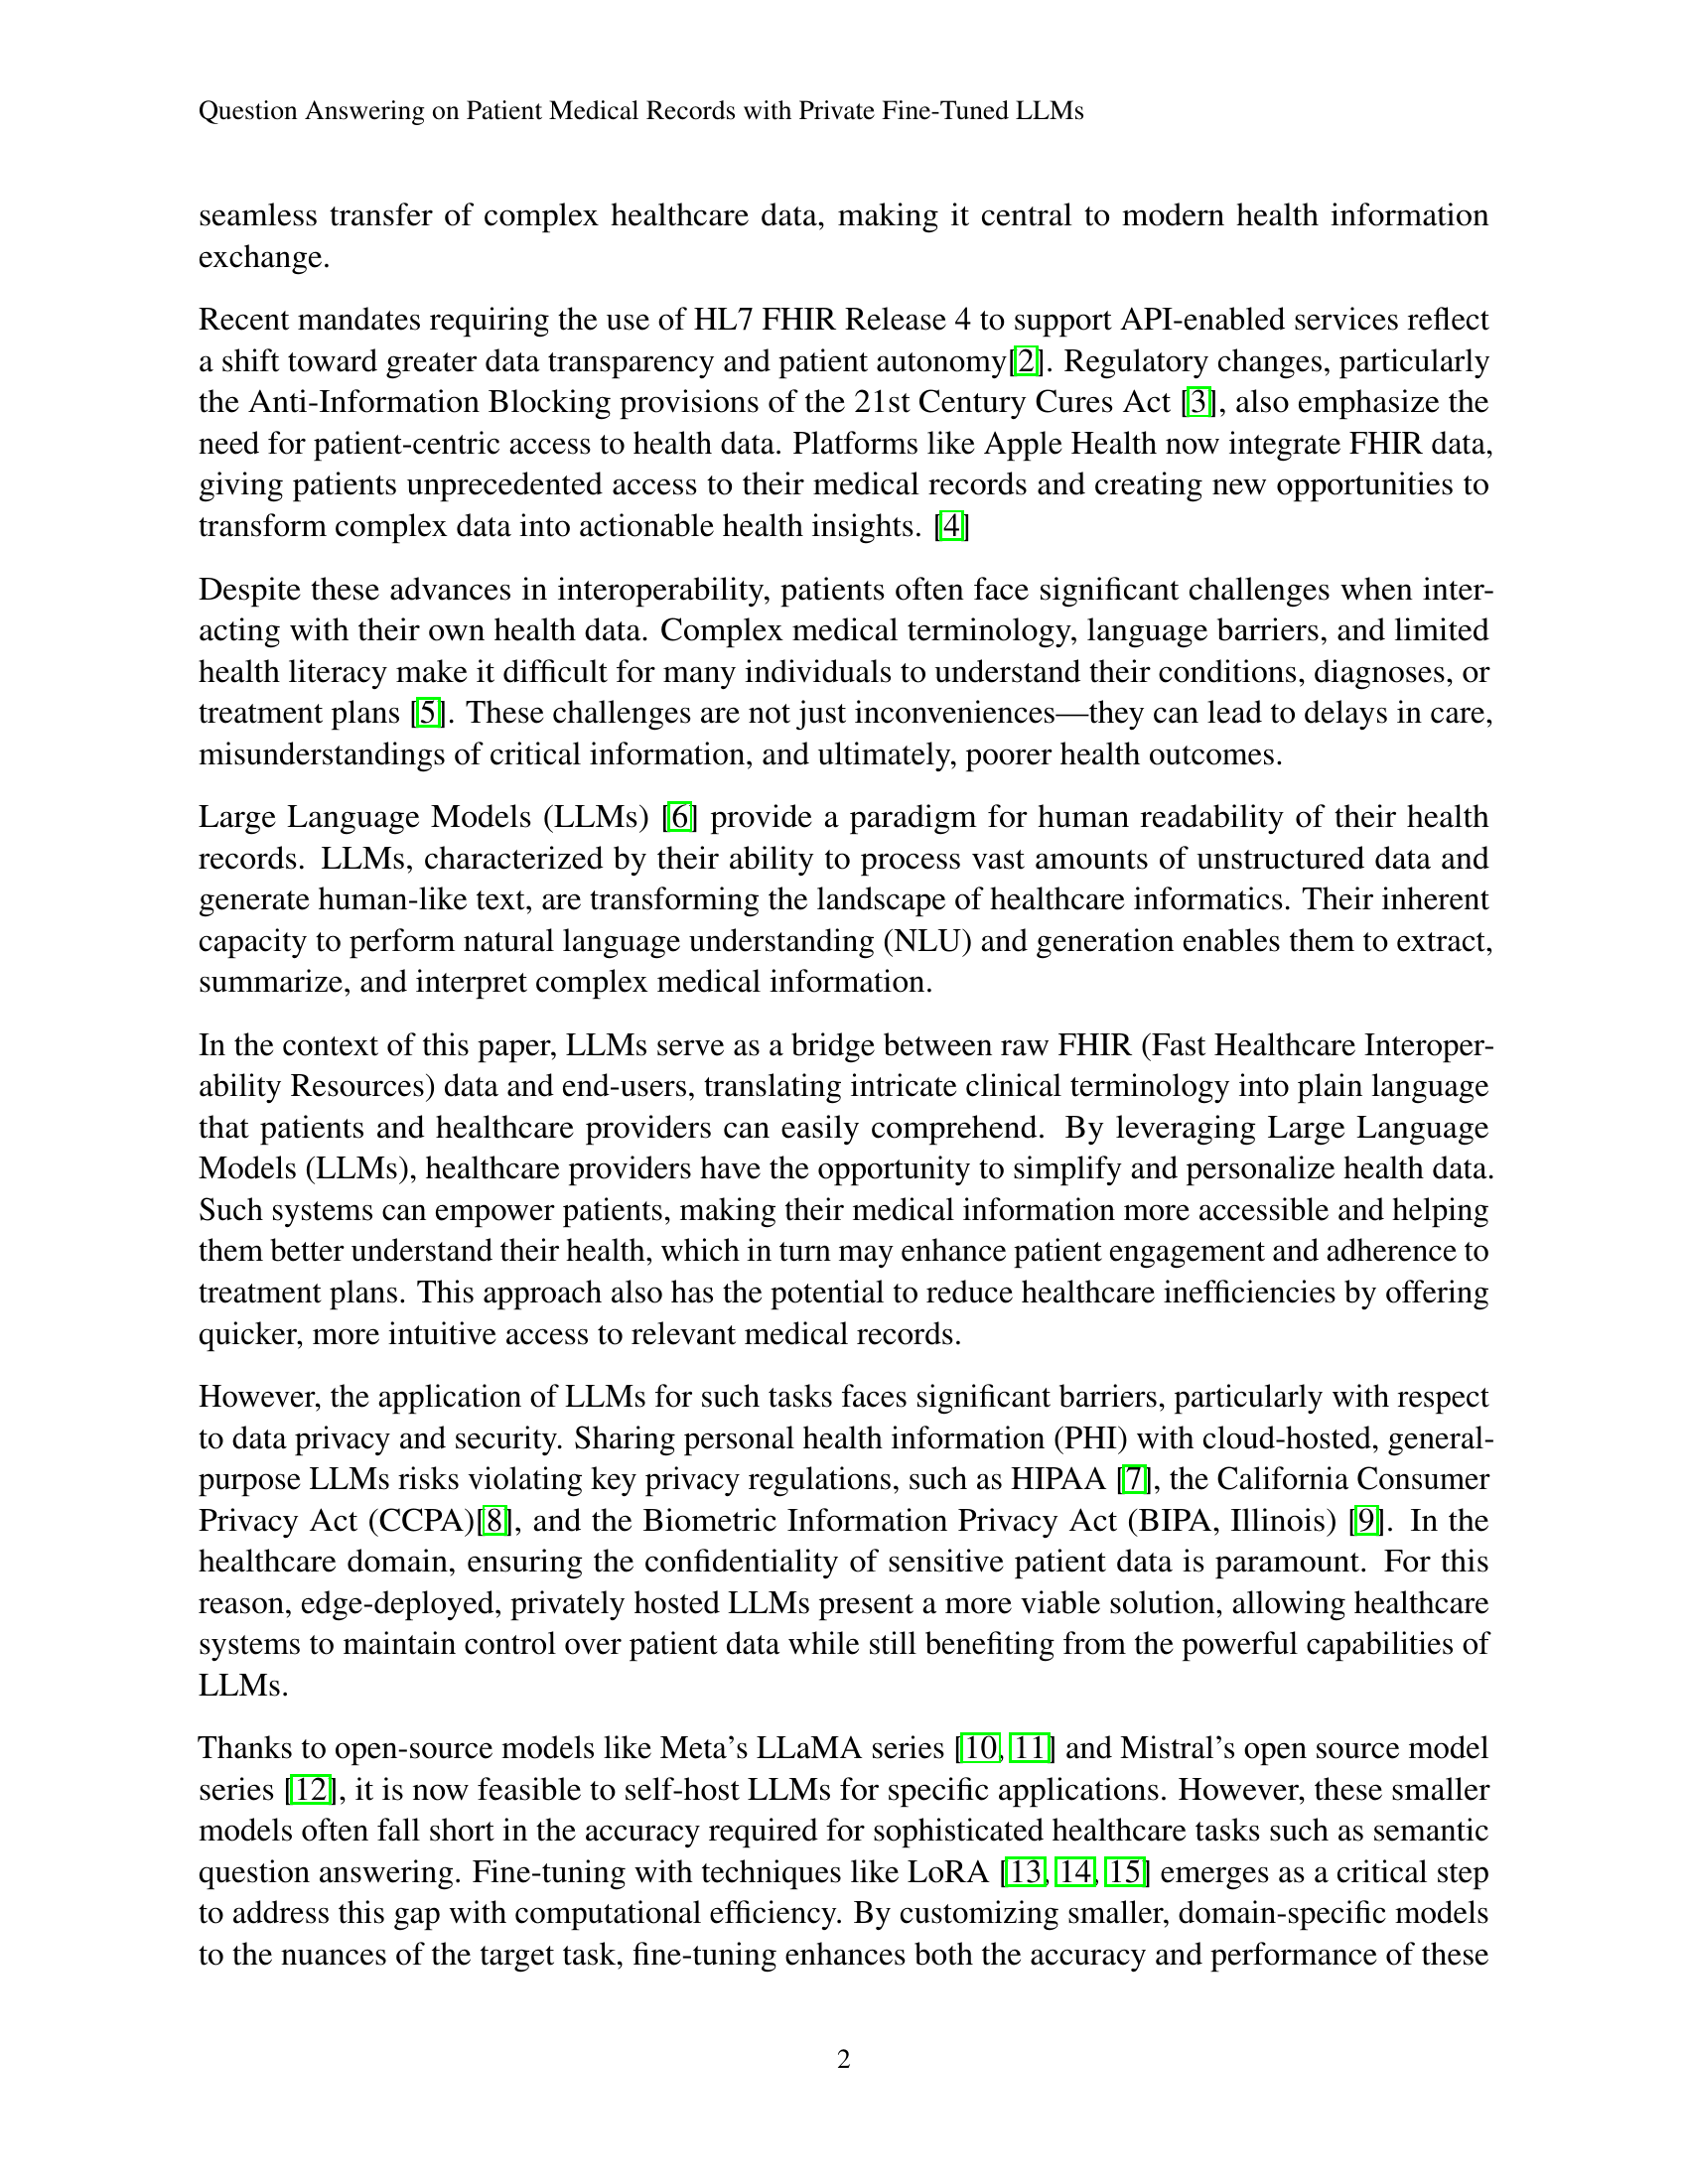 Question Answering on Patient Medical Records with Private Fine-Tuned LLMs
seamless transfer of complex healthcare data, making it central to modern health information
exchange.
Recent mandates requiring the use of HL7 FHIR Release 4 to support API-enabled services reflect
a shift toward greater data transparency and patient autonomy[2]. Regulatory changes, particularly
the Anti-Information Blocking provisions of the 21st Century Cures Act [3], also emphasize the
need for patient-centric access to health data. Platforms like Apple Health now integrate FHIR data,
giving patients unprecedented access to their medical records and creating new opportunities to
transform complex data into actionable health insights. [4]
Despite these advances in interoperability, patients often face significant challenges when inter-
acting with their own health data. Complex medical terminology, language barriers, and limited
health literacy make it difficult for many individuals to understand their conditions, diagnoses, or
treatment plans [5]. These challenges are not just inconveniences—they can lead to delays in care,
misunderstandings of critical information, and ultimately, poorer health outcomes.
Large Language Models (LLMs) [6] provide a paradigm for human readability of their health
records. LLMs, characterized by their ability to process vast amounts of unstructured data and
generate human-like text, are transforming the landscape of healthcare informatics. Their inherent
capacity to perform natural language understanding (NLU) and generation enables them to extract,
summarize, and interpret complex medical information.
In the context of this paper, LLMs serve as a bridge between raw FHIR (Fast Healthcare Interoper-
ability Resources) data and end-users, translating intricate clinical terminology into plain language
that patients and healthcare providers can easily comprehend. By leveraging Large Language
Models (LLMs), healthcare providers have the opportunity to simplify and personalize health data.
Such systems can empower patients, making their medical information more accessible and helping
them better understand their health, which in turn may enhance patient engagement and adherence to
treatment plans. This approach also has the potential to reduce healthcare inefficiencies by offering
quicker, more intuitive access to relevant medical records.
However, the application of LLMs for such tasks faces significant barriers, particularly with respect
to data privacy and security. Sharing personal health information (PHI) with cloud-hosted, general-
purpose LLMs risks violating key privacy regulations, such as HIPAA [7], the California Consumer
Privacy Act (CCPA)[8], and the Biometric Information Privacy Act (BIPA, Illinois) [9]. In the
healthcare domain, ensuring the confidentiality of sensitive patient data is paramount. For this
reason, edge-deployed, privately hosted LLMs present a more viable solution, allowing healthcare
systems to maintain control over patient data while still benefiting from the powerful capabilities of
LLMs.
Thanks to open-source models like Meta's LLaMA series [10, 11] and Mistral's open source model
series [12], it is now feasible to self-host LLMs for specific applications. However, these smaller
models often fall short in the accuracy required for sophisticated healthcare tasks such as semantic
question answering. Fine-tuning with techniques like LoRA [13, 14, 15] emerges as a critical step
to address this gap with computational efficiency. By customizing smaller, domain-specific models
to the nuances of the target task, fine-tuning enhances both the accuracy and performance of these
2